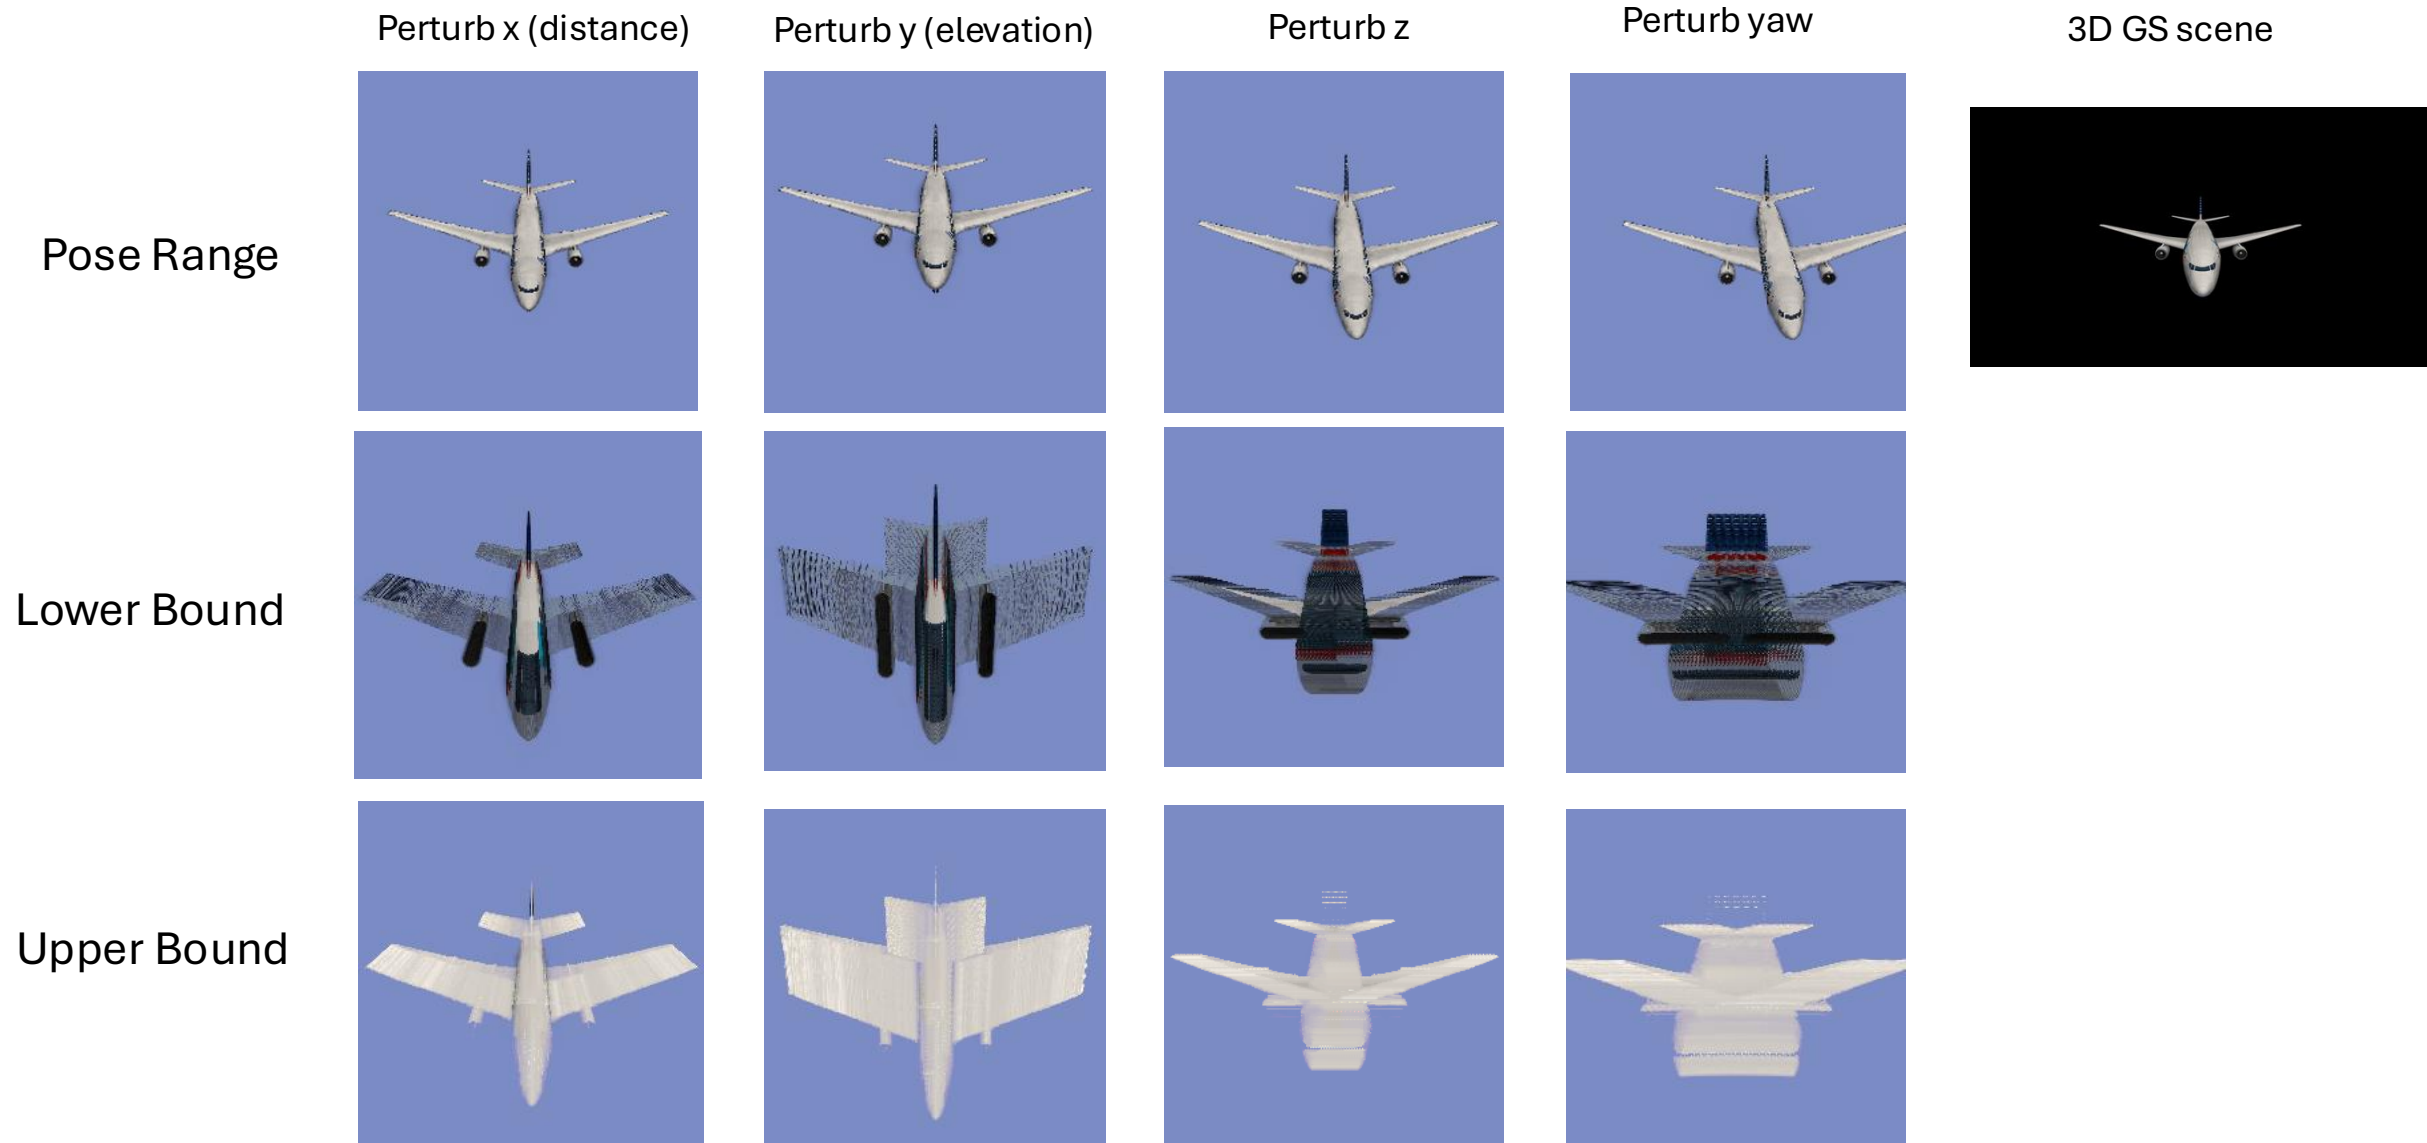 Perturb x (distance)
Perturb y (elevation)
Perturb z
Perturb yaw
3D GS scene
Pose Range
Lower Bound
Upper Bound